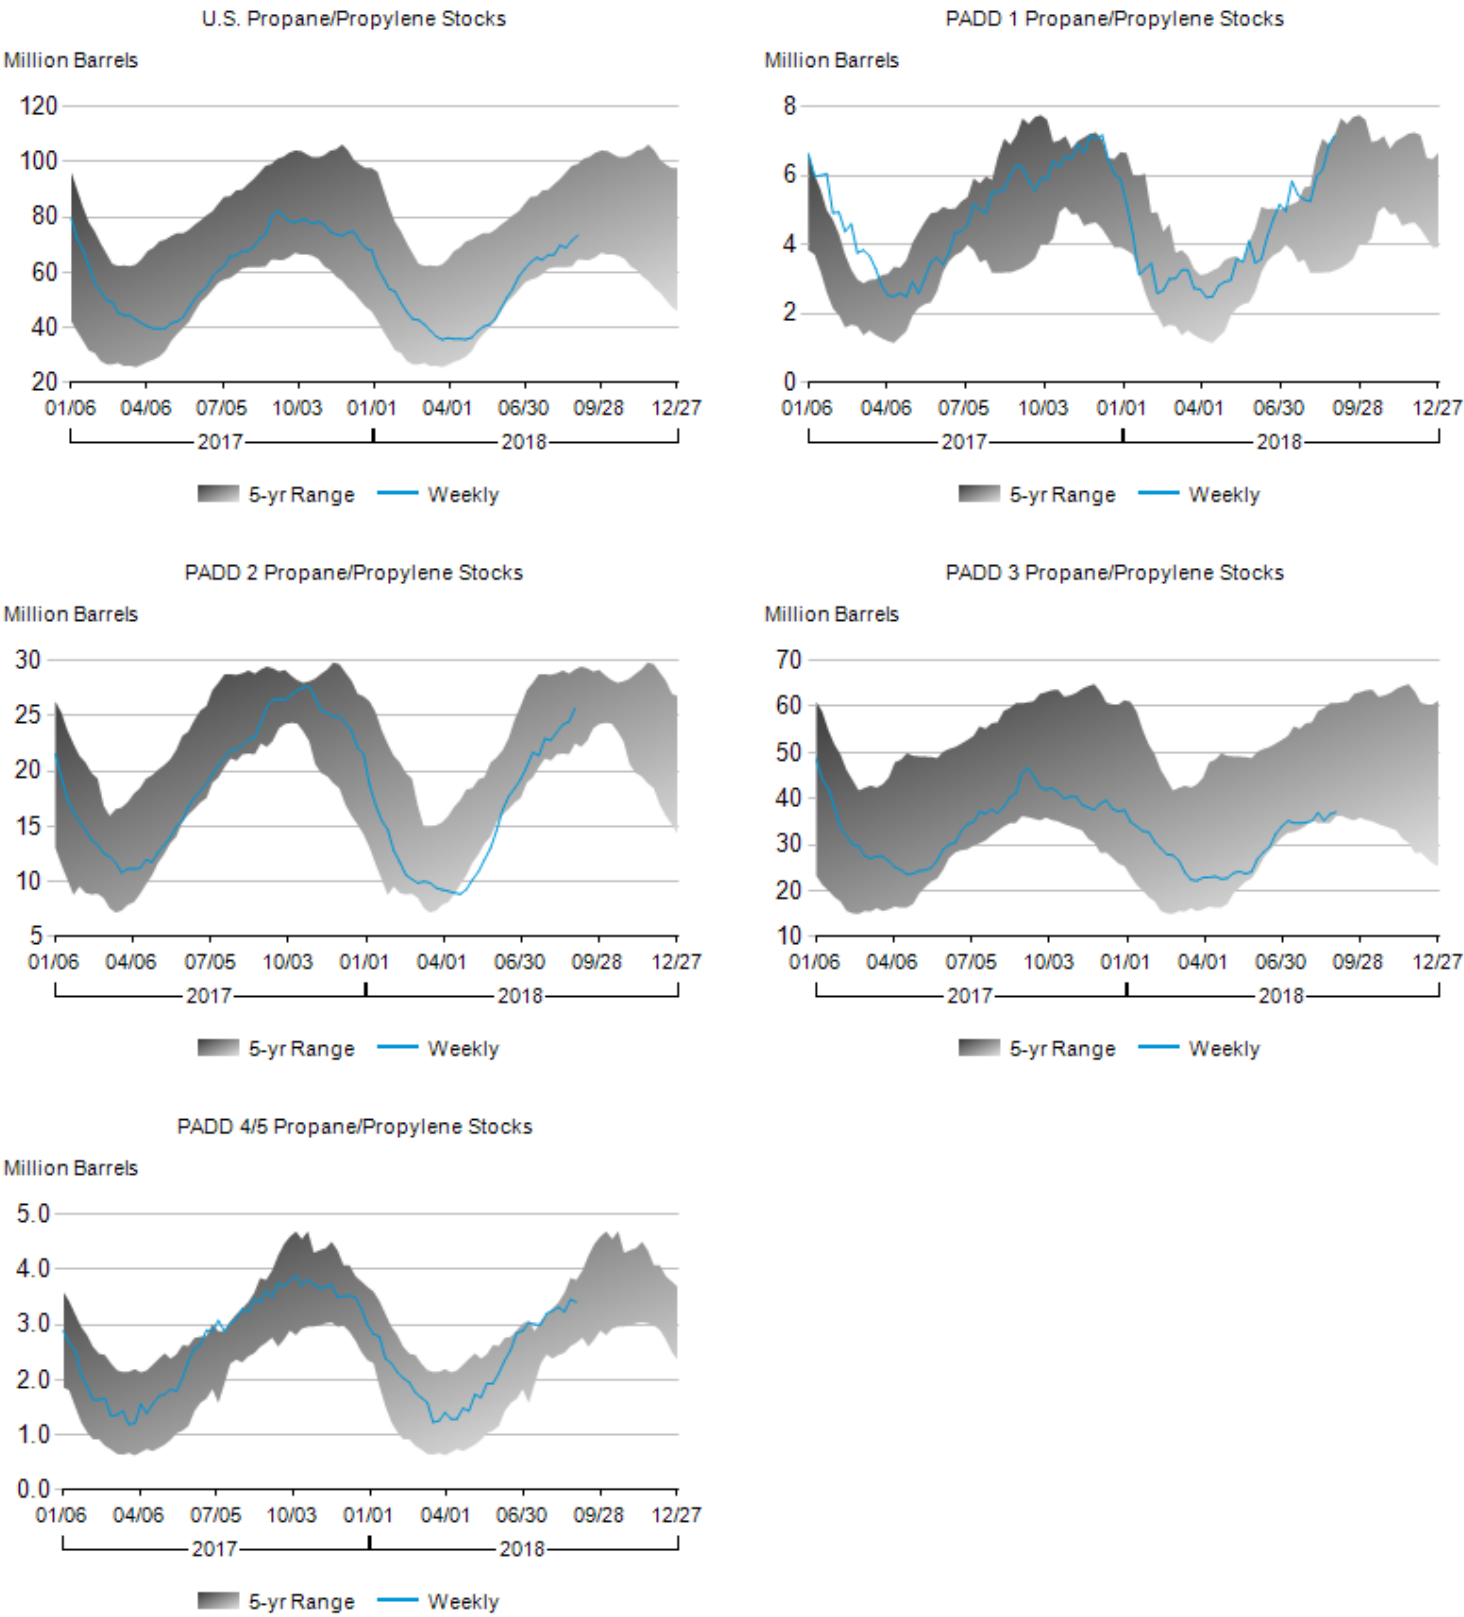 U.S. Propane/Propylene Stocks
Million Barrels
120
100
80
60
40
20
01/06 04/06 07/05 10/03 01/01 04/01 06/30 09/28 12/27
2017 2018
5-yr Range Weekly
PADD 1 Propane/Propylene Stocks
Million Barrels
8
6
4
2
0
01/06 04/06 07/05 10/03 01/01 04/01 06/30 09/28 12/27
2017 2018
5-yr Range Weekly
PADD 2 Propane/Propylene Stocks
Million Barrels
30
25
20
15
10
5
01/06 04/06 07/05 10/03 01/01 04/01 06/30 09/28 12/27
2017 2018
5-yr Range Weekly
PADD 3 Propane/Propylene Stocks
Million Barrels
70
60
50
40
30
20
10
01/06 04/06 07/05 10/03 01/01 04/01 06/30 09/28 12/27
2017 2018
5-yr Range Weekly
PADD 4/5 Propane/Propylene Stocks
Million Barrels
5.0
4.0
3.0
2.0
1.0
0.0
01/06 04/06 07/05 10/03 01/01 04/01 06/30 09/28 12/27
2017 2018
5-yr Range Weekly